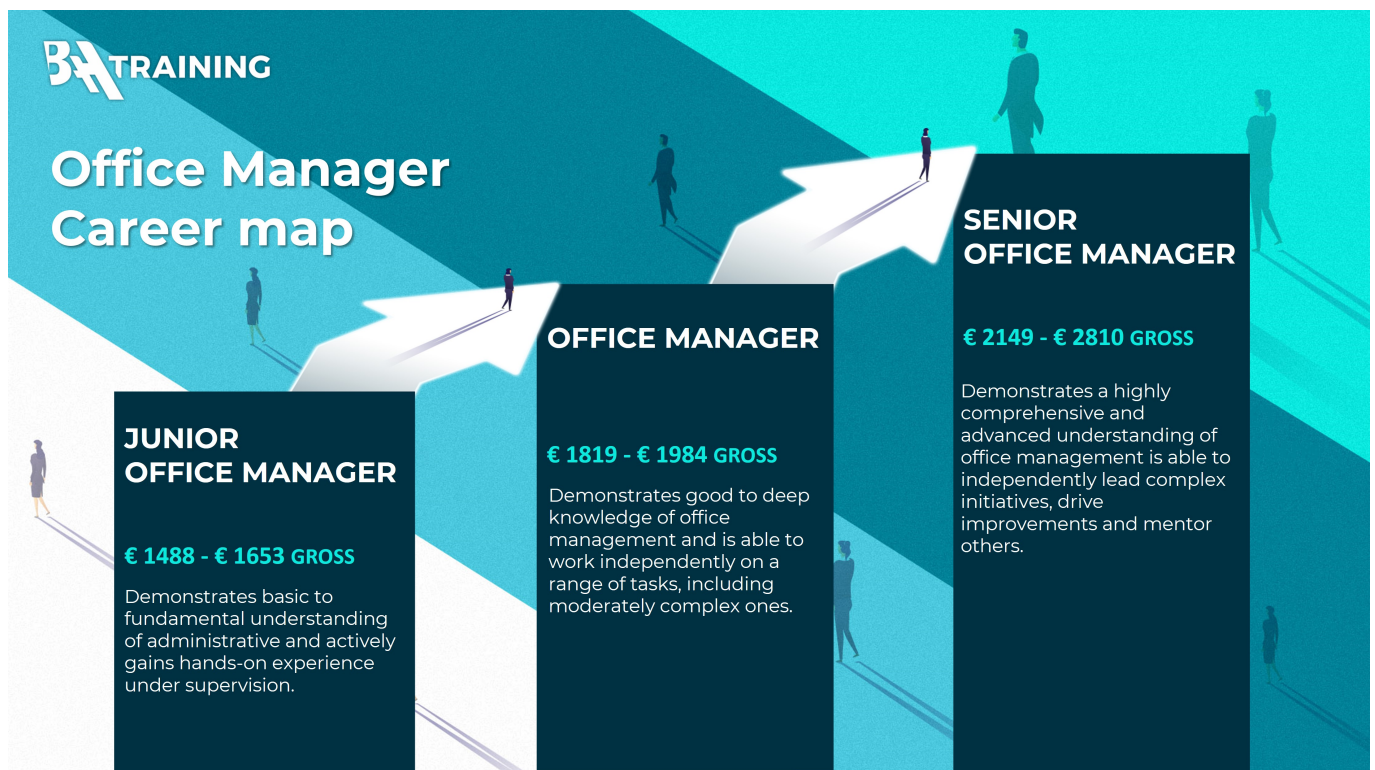 BAA TRAINING
Office Manager
Career map
JUNIOR
OFFICE MANAGER
€ 1488 - € 1653 GROSS
Demonstrates basic to
fundamental understanding
of administrative and actively
gains hands-on experience
under supervision.
OFFICE MANAGER
€ 1819 - € 1984 GROSS
Demonstrates good to deep
knowledge of office
management and is able to
work independently on a
range of tasks, including
moderately complex ones.
SENIOR
OFFICE MANAGER
€ 2149 - € 2810 GROSS
Demonstrates a highly
comprehensive and
advanced understanding of
office management is able to
independently lead complex
initiatives, drive
improvements and mentor
others.